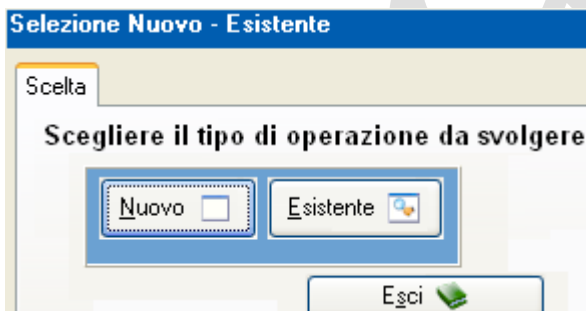 Selezione Nuovo - Esistente
Scelta
Scegliere il tipo di operazione da svolgere
Nuovo Esistente
Esci